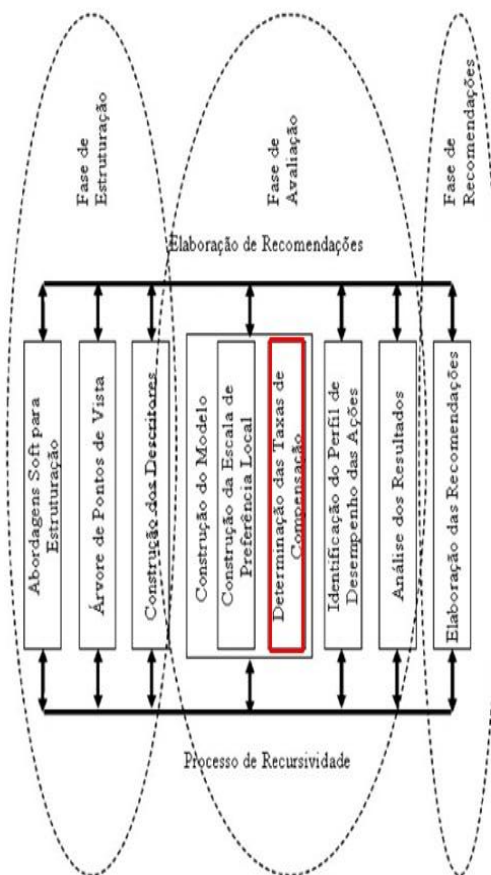 Fase de
Estruturação
Fase de
Avaliação
Fase de
Recomendações
Elaboração de Recomendações
Abordagens Soft para
Estruturação
Árvore de Pontos de Vista
Construção dos Descritores
Construção do Modelo
Construção da Escala de
Preferência Local
Determinação das Taxas de
Compensação
Identificação do Perfil de
Desempenho das Ações
Análise dos Resultados
Elaboração das Recomendações
Processo de Recursividade